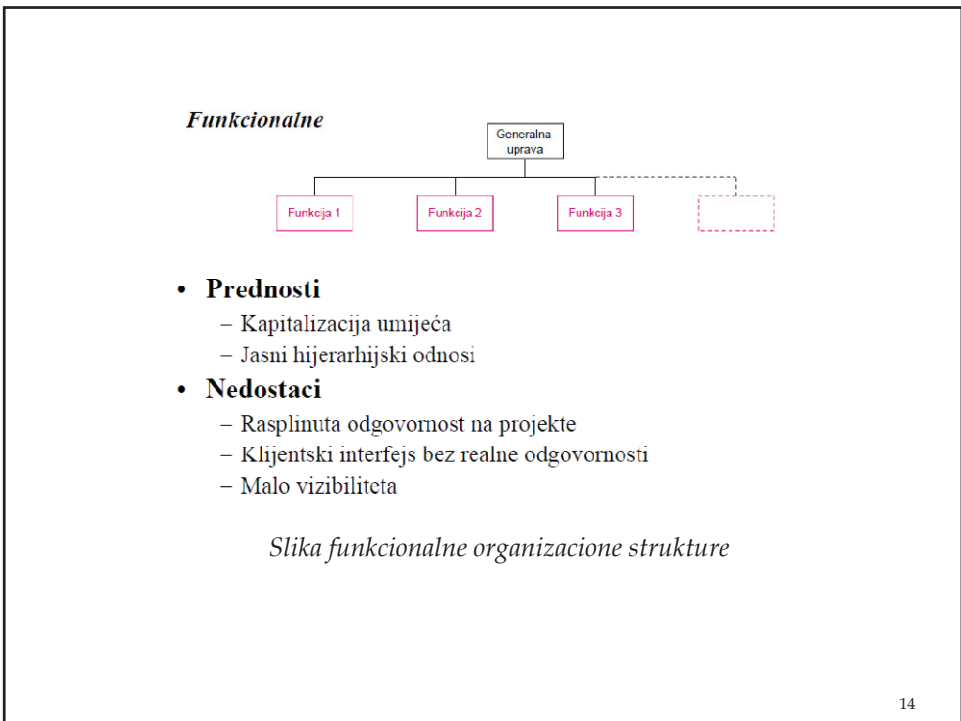 Funkcionalne
Generalna
uprava
Funkcija 1
Funkcija 2
Funkcija 3
• Prednosti
– Kapitalizacija umijeća
– Jasni hijerarhijski odnosi
• Nedostaci
– Rasplinuta odgovornost na projekte
– Klijentski interfejs bez realne odgovornosti
– Malo vizibiliteta
Slika funkcionalne organizacione strukture
14